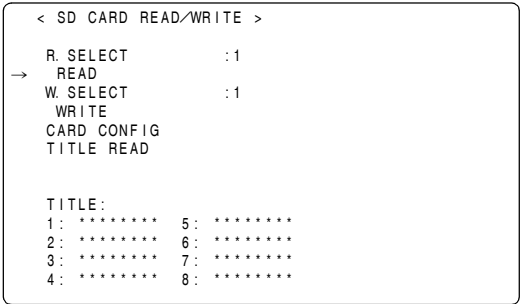 < SD CARD READ/WRITE >
R. SELECT :1
→ READ
W. SELECT :1
WRITE
CARD CONFIG
TITLE READ
TITLE:
1: ******** 5: ********
2: ******** 6: ********
3: ******** 7: ********
4: ******** 8: ********